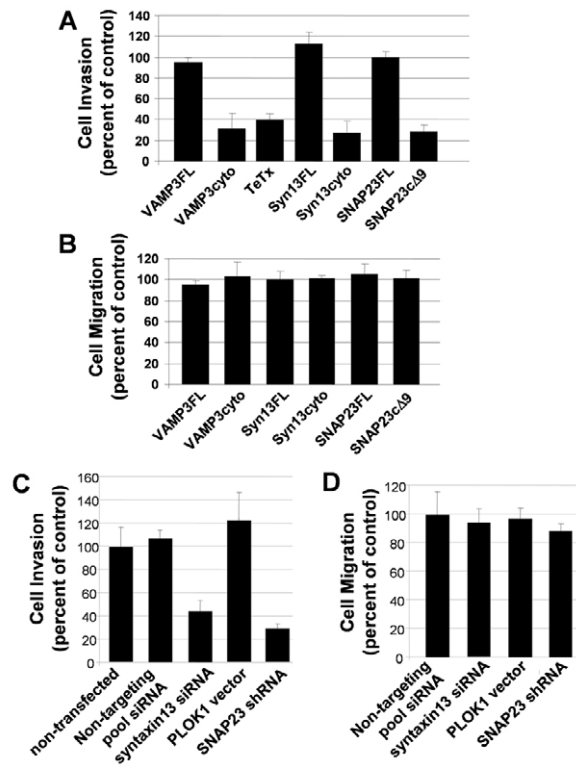 A
Cell Invasion
(percent of control)
140
120
100
80
60
40
20
0
VAMP3FL
VAMP3cyto
TeTx
Syn13FL
Syn13cyto
SNAP23FL
SNAP23cΔ9
B
Cell Migration
(percent of control)
120
100
80
60
40
20
0
VAMP3FL
VAMP3cyto
Syn13FL
Syn13cyto
SNAP23FL
SNAP23cΔ9
C
Cell Invasion
(percent of control)
160
140
120
100
80
60
40
20
0
non-transfected
Non-targeting
pool siRNA
syntaxin13 siRNA
PLOK1 vector
SNAP23 shRNA
D
Cell Migration
(percent of control)
120
100
80
60
40
20
0
Non-targeting
pool siRNA
syntaxin13 siRNA
PLOK1 vector
SNAP23 shRNA